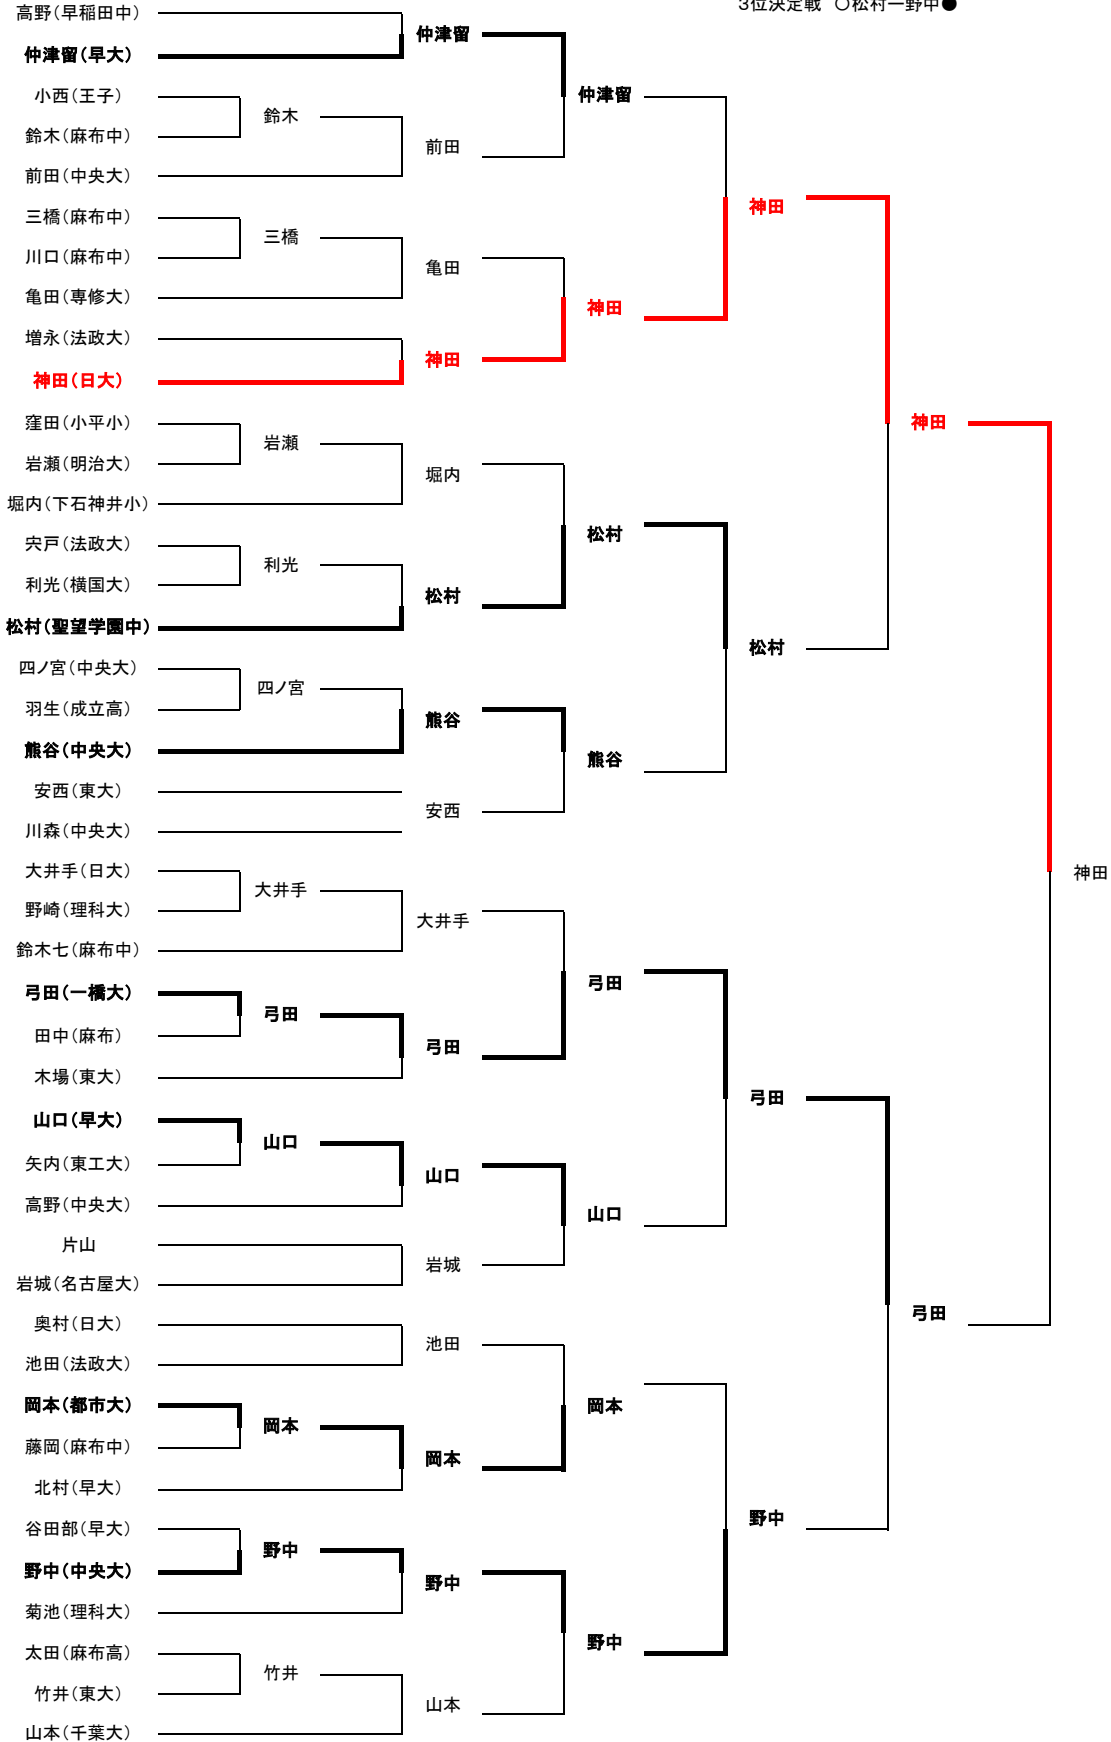 3位決定戦 ○松村ー野中●
高野（早稲田中）
仲津留（早大）
小西（王子）
鈴木（麻布中）
前田（中央大）
三橋（麻布中）
川口（麻布中）
亀田（専修大）
増永（法政大）
神田（日大）
窪田（小平小）
岩瀬（明治大）
堀内（下石神井小）
宍戸（法政大）
利光（横国大）
松村（聖望学園中）
四ノ宮（中央大）
羽生（成立高）
熊谷（中央大）
安西（東大）
川森（中央大）
大井手（日大）
野崎（理科大）
鈴木七（麻布中）
弓田（一橋大）
田中（麻布）
木場（東大）
山口（早大）
矢内（東工大）
高野（中央大）
片山
岩城（名古屋大）
奥村（日大）
池田（法政大）
岡本（都市大）
藤岡（麻布中）
北村（早大）
谷田部（早大）
野中（中央大）
菊池（理科大）
太田（麻布高）
竹井（東大）
山本（千葉大）
鈴木
三橋
岩瀬
利光
四ノ宮
大井手
弓田
山口
岡本
野中
竹井
仲津留
前田
亀田
神田
堀内
松村
熊谷
安西
大井手
弓田
山口
岩城
池田
岡本
野中
山本
仲津留
神田
松村
熊谷
弓田
山口
岡本
野中
神田
松村
弓田
野中
神田
弓田
神田